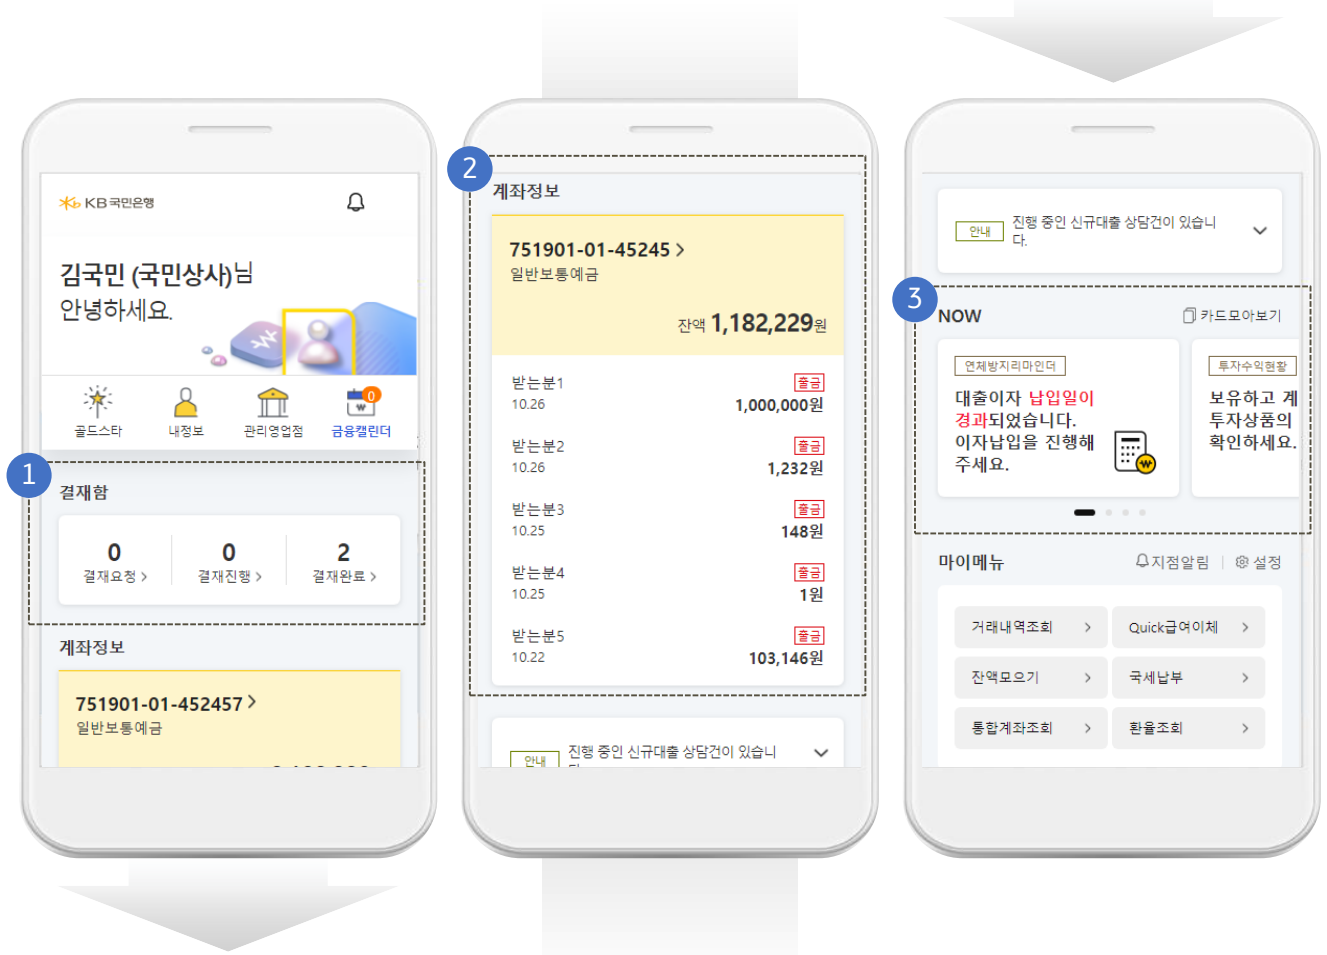 KB 국민은행
김국민 (국민상사)님
안녕하세요.
골드스타
내정보
관리영업점
0
금융캘린더
1
결재함
0
결재요청
0
결재진행
2
결재완료
계좌정보
751901-01-452457
일반보통예금
2
계좌정보
751901-01-45245
일반보통예금
잔액 1,182,229원
받는분1 출금
10.26 1,000,000원
받는분2 출금
10.26 1,232원
받는분3 출금
10.25 148원
받는분4 출금
10.25 1원
받는분5 출금
10.22 103,146원
안내
진행 중인 신규대출 상담건이 있습니
안내
진행 중인 신규대출 상담건이 있습니
다.
3
NOW 카드모아보기
연체방지리마인더
대출이자 납입일이
경과되었습니다.
이자납입을 진행해
주세요.
투자수익현황
보유하고 계
투자상품의
확인하세요.
마이메뉴 지점알림 | 설정
거래내역조회 Quick급여이체
잔액모으기 국세납부
통합계좌조회 환율조회